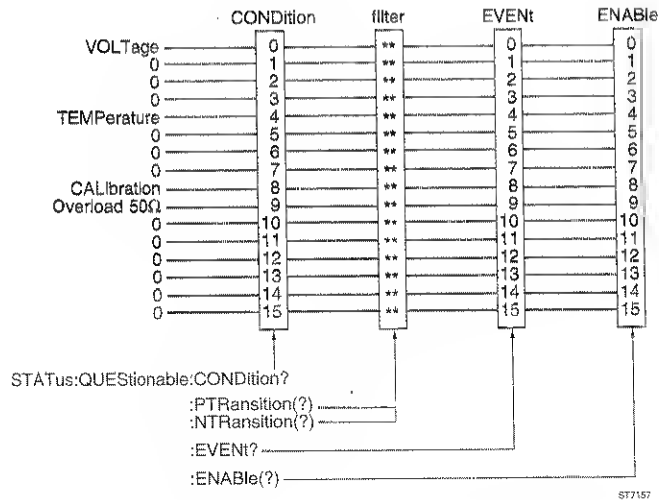 CONDition filter EVENt ENABle
VOLTage 0 ** 0 0
0 1 ** 1 1
0 2 ** 2 2
0 3 ** 3 3
TEMPerature 4 ** 4 4
0 5 ** 5 5
0 6 ** 6 6
0 7 ** 7 7
CALIbration 8 ** 8 8
Overload 50Ω 9 ** 9 9
0 10 ** 10 10
0 11 ** 11 11
0 12 ** 12 12
0 13 ** 13 13
0 14 ** 14 14
0 15 ** 15 15
STATus:QUEStionable:CONDition?
:PTRansition(?)
:NTRansition(?)
:EVENt?
:ENABle(?)
ST7157